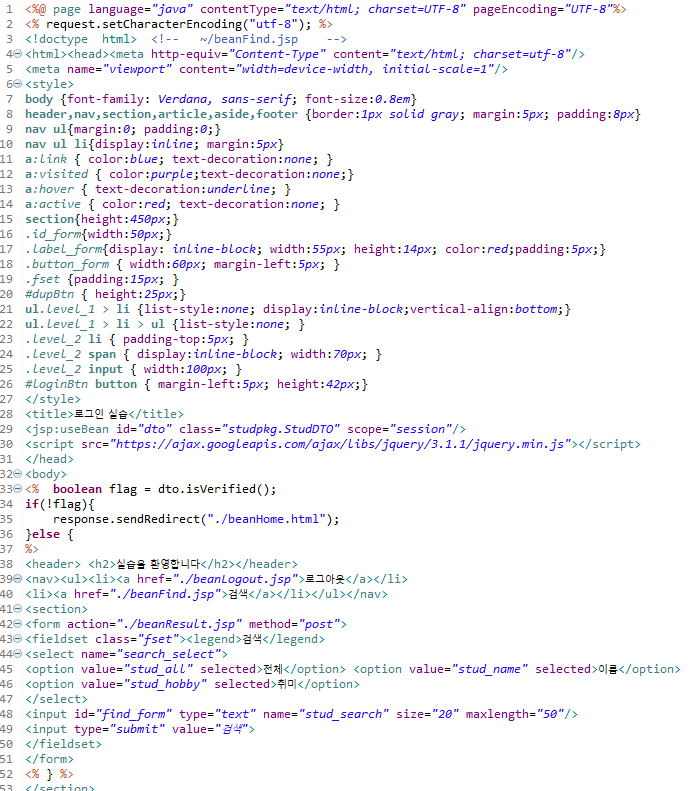 1 <%@ page language="java" contentType="text/html; charset=UTF-8" pageEncoding="UTF-8"%>
2 <% request.setCharacterEncoding("utf-8"); %>
3 <!doctype  html>  <!--   ~/beanFind.jsp    -->
4 <html><head><meta http-equiv="Content-Type" content="text/html; charset=utf-8"/>
5 <meta name="viewport" content="width=device-width, initial-scale=1"/>
6 <style>
7 body {font-family: Verdana, sans-serif; font-size:0.8em}
8 header,nav,section,article,aside,footer {border:1px solid gray; margin:5px; padding:8px}
9 nav ul{margin:0; padding:0;}
10 nav ul li{display:inline; margin:5px}
11 a:link { color:blue; text-decoration:none; }
12 a:visited { color:purple;text-decoration:none;}
13 a:hover { text-decoration:underline; }
14 a:active { color:red; text-decoration:none; }
15 section{height:450px;}
16 .id_form{width:50px;}
17 .label_form{display: inline-block; width:55px; height:14px; color:red;padding:5px;}
18 .button_form { width:60px; margin-left:5px; }
19 .fset {padding:15px; }
20 #dupBtn { height:25px;}
21 ul.level_1 > li {list-style:none; display:inline-block;vertical-align:bottom;}
22 ul.level_1 > li > ul {list-style:none; }
23 .level_2 li { padding-top:5px; }
24 .level_2 span { display:inline-block; width:70px; }
25 .level_2 input { width:100px; }
26 #loginBtn button { margin-left:5px; height:42px;}
27 </style>
28 <title>로그인 실습</title>
29 <jsp:useBean id="dto" class="studpkg.StudDTO" scope="session"/>
30 <script src="https://ajax.googleapis.com/ajax/libs/jquery/3.1.1/jquery.min.js"></script>
31 </head>
32 <body>
33 <%  boolean flag = dto.isVerified();
34 if(!flag){
35     response.sendRedirect("./beanHome.html");
36 }else {
37 %>
38 <header> <h2>실습을 환영합니다</h2></header>
39 <nav><ul><li><a href="./beanLogout.jsp">로그아웃</a></li>
40 <li><a href="./beanFind.jsp">검색</a></li></ul></nav>
41 <section>
42 <form action="./beanResult.jsp" method="post">
43 <fieldset class="fset"><legend>검색</legend>
44 <select name="search_select">
45 <option value="stud_all" selected>전체</option> <option value="stud_name" selected>이름</option>
46 <option value="stud_hobby" selected>취미</option>
47 </select>
48 <input id="find_form" type="text" name="stud_search" size="20" maxlength="50"/>
49 <input type="submit" value="검색">
50 </fieldset>
51 </form>
52 <% } %>
53 </section>